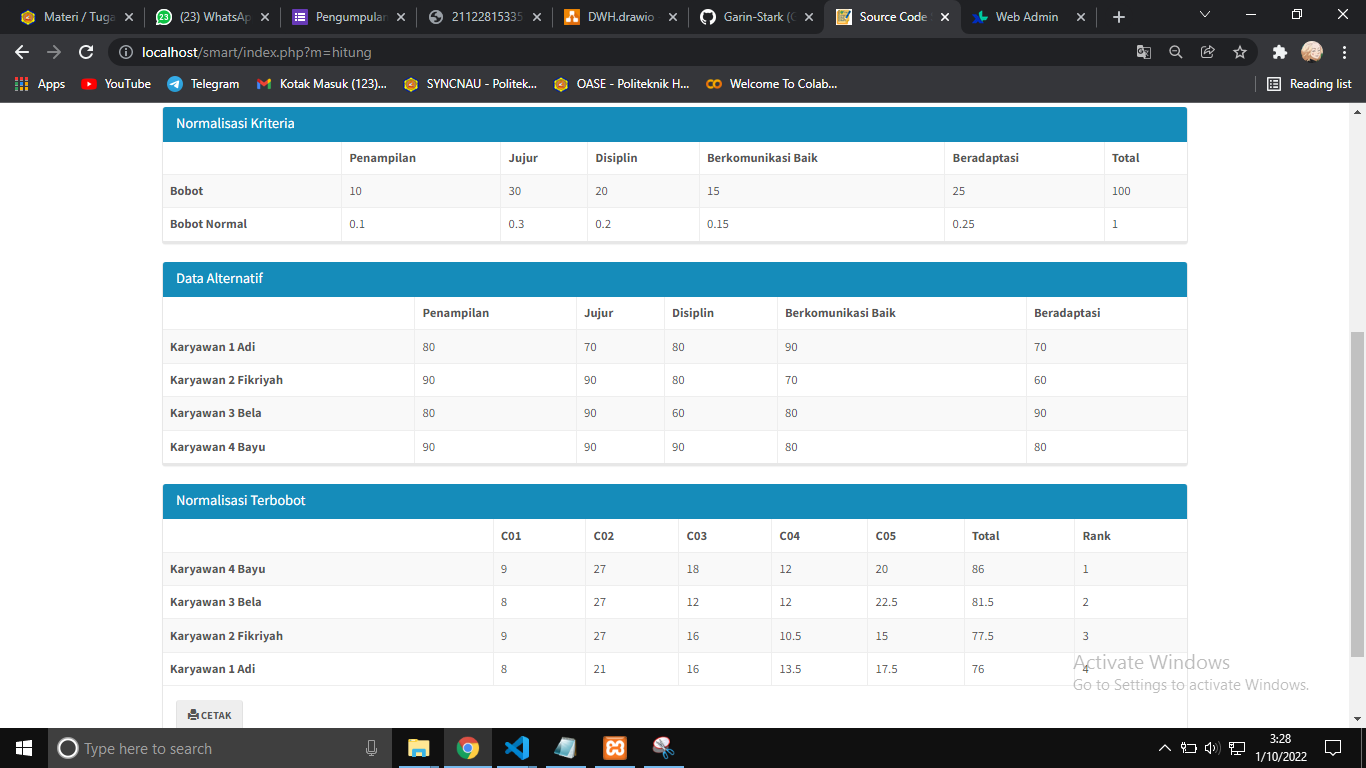 Materi / Tuga
(23) WhatsAp
Pengumpulan
21122815335
DWH.drawio
Garin-Stark (G
Source Code
Web Admin
localhost/smart/index.php?m=hitung
Apps YouTube Telegram Kotak Masuk (123)... SYNCNAU - Politek... OASE - Politeknik H... Welcome To Colab... Reading list
Normalisasi Kriteria
Penampilan Jujur Disiplin Berkomunikasi Baik Beradaptasi Total
Bobot 10 30 20 15 25 100
Bobot Normal 0.1 0.3 0.2 0.15 0.25 1
Data Alternatif
Penampilan Jujur Disiplin Berkomunikasi Baik Beradaptasi
Karyawan 1 Adi 80 70 80 90 70
Karyawan 2 Fikriyah 90 90 80 70 60
Karyawan 3 Bela 80 90 60 80 90
Karyawan 4 Bayu 90 90 90 80 80
Normalisasi Terbobot
C01 C02 C03 C04 C05 Total Rank
Karyawan 4 Bayu 9 27 18 12 20 86 1
Karyawan 3 Bela 8 27 12 12 22.5 81.5 2
Karyawan 2 Fikriyah 9 27 16 10.5 15 77.5 3
Karyawan 1 Adi 8 21 16 13.5 17.5 76 4
Activate Windows
Go to Settings to activate Windows.
CETAK
Type here to search
3:28
1/10/2022